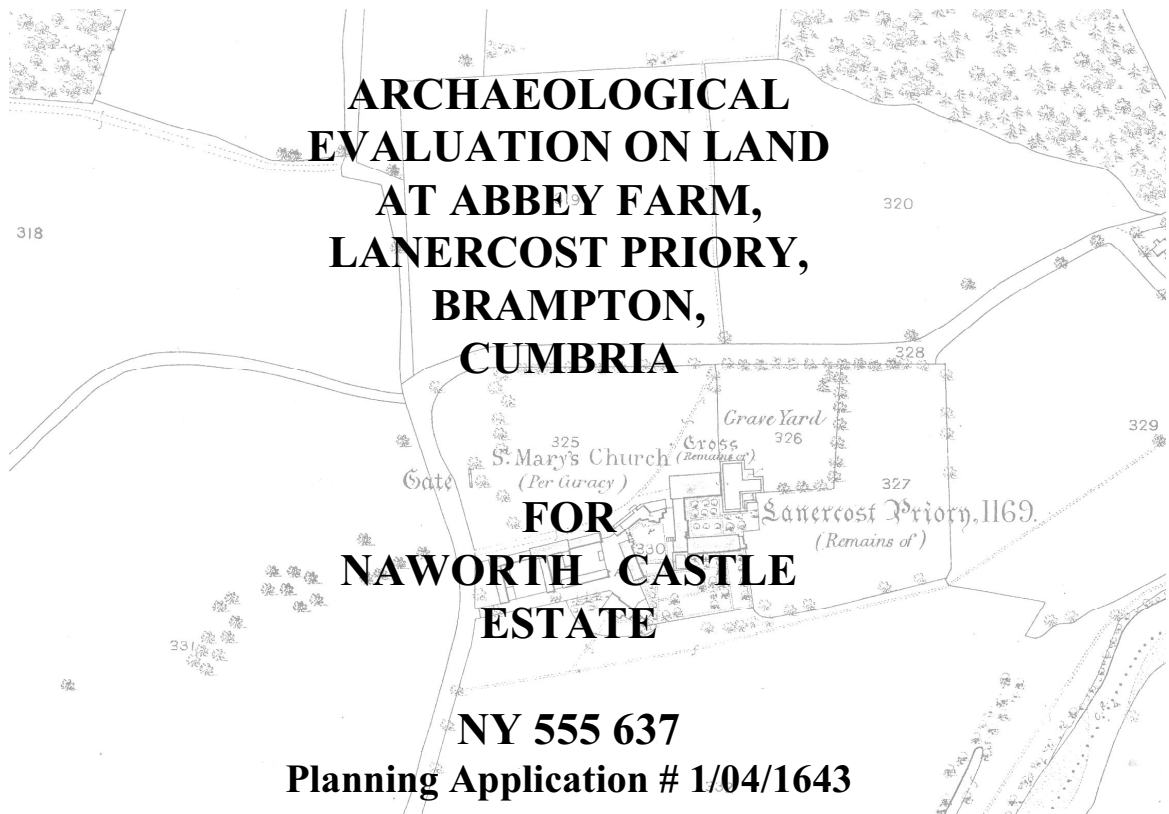 ARCHAEOLOGICAL
EVALUATION ON LAND
AT ABBEY FARM,
LANERCOST PRIORY,
BRAMPTON,
CUMBRIA
FOR
NAWORTH CASTLE
ESTATE
NY 555 637
Planning Application # 1/04/1643
318
320
328
Grave Yard
326
329
325
Cross
(Remains of)
S. Mary's Church
(Per Curacy)
Gate
327
Lanercost Priory, 1169.
(Remains of)
330
331